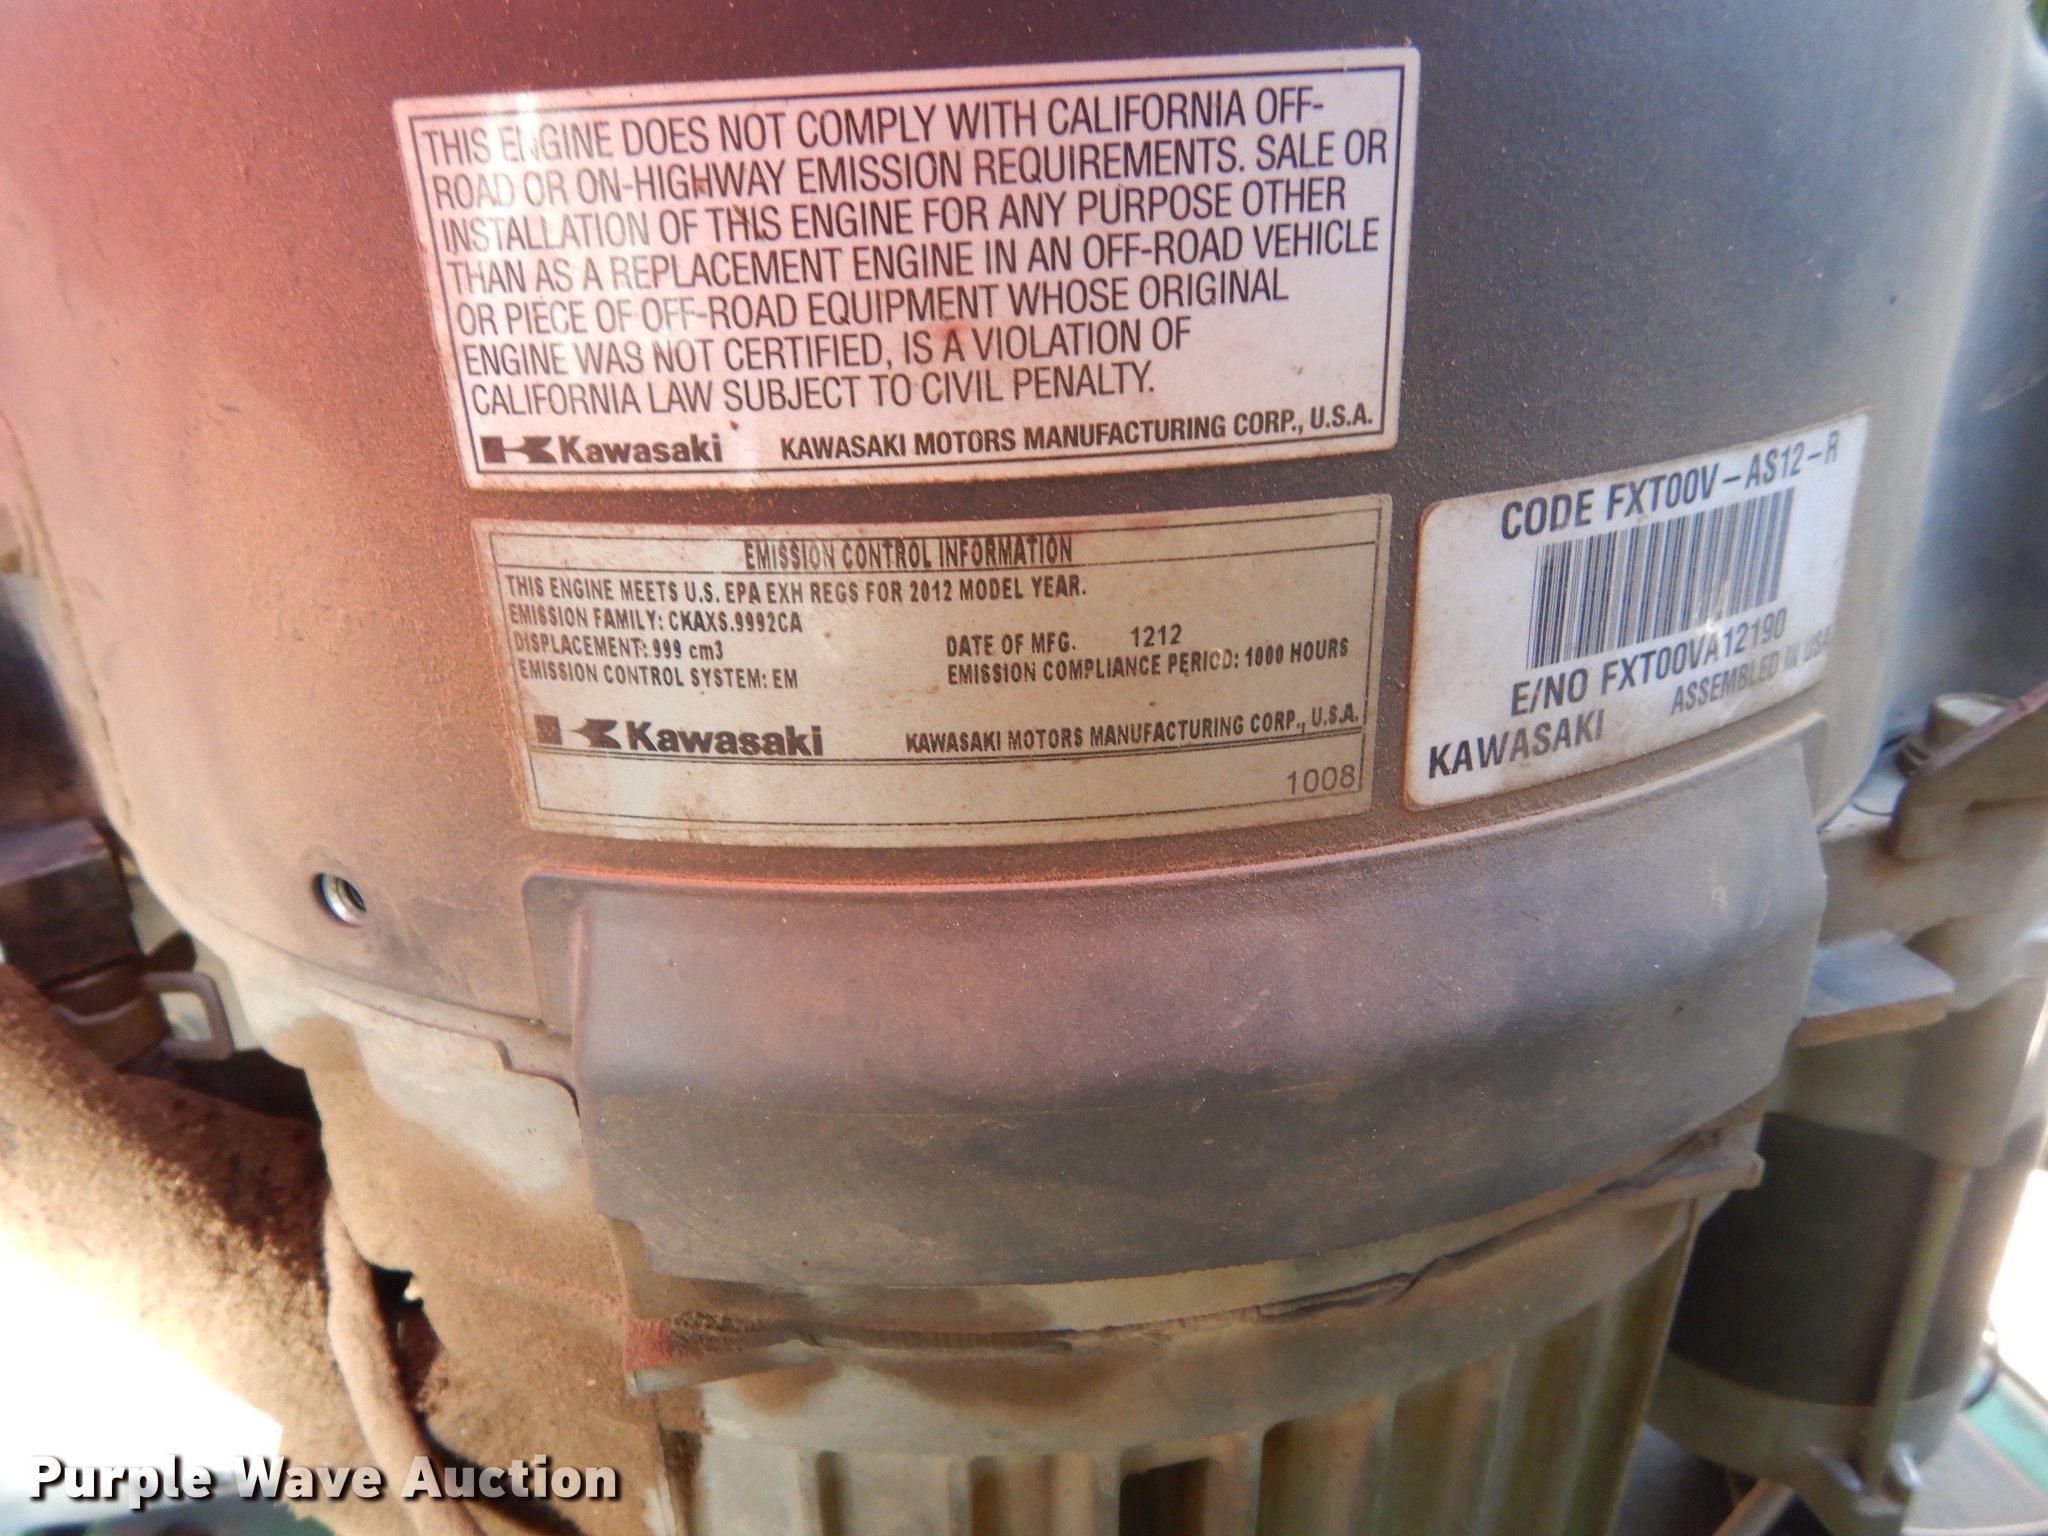 THIS ENGINE DOES NOT COMPLY WITH CALIFORNIA OFF-
ROAD OR ON-HIGHWAY EMISSION REQUIREMENTS. SALE OR
INSTALLATION OF THIS ENGINE FOR ANY PURPOSE OTHER
THAN AS A REPLACEMENT ENGINE IN AN OFF-ROAD VEHICLE
OR PIECE OF OFF-ROAD EQUIPMENT WHOSE ORIGINAL
ENGINE WAS NOT CERTIFIED, IS A VIOLATION OF
CALIFORNIA LAW SUBJECT TO CIVIL PENALTY.
Kawasaki KAWASAKI MOTORS MANUFACTURING CORP., U.S.A.
EMISSION CONTROL INFORMATION
THIS ENGINE MEETS U.S. EPA EXH REGS FOR 2012 MODEL YEAR.
EMISSION FAMILY: CKAXS.9992CA
DISPLACEMENT: 999 cm3 DATE OF MFG. 1212
EMISSION CONTROL SYSTEM: EM EMISSION COMPLIANCE PERIOD: 1000 HOURS
Kawasaki KAWASAKI MOTORS MANUFACTURING CORP., U.S.A.
1008
CODE FXT00V-AS12-R
E/NO FXT00VA12190
KAWASAKI ASSEMBLED IN USA
Purple Wave Auction